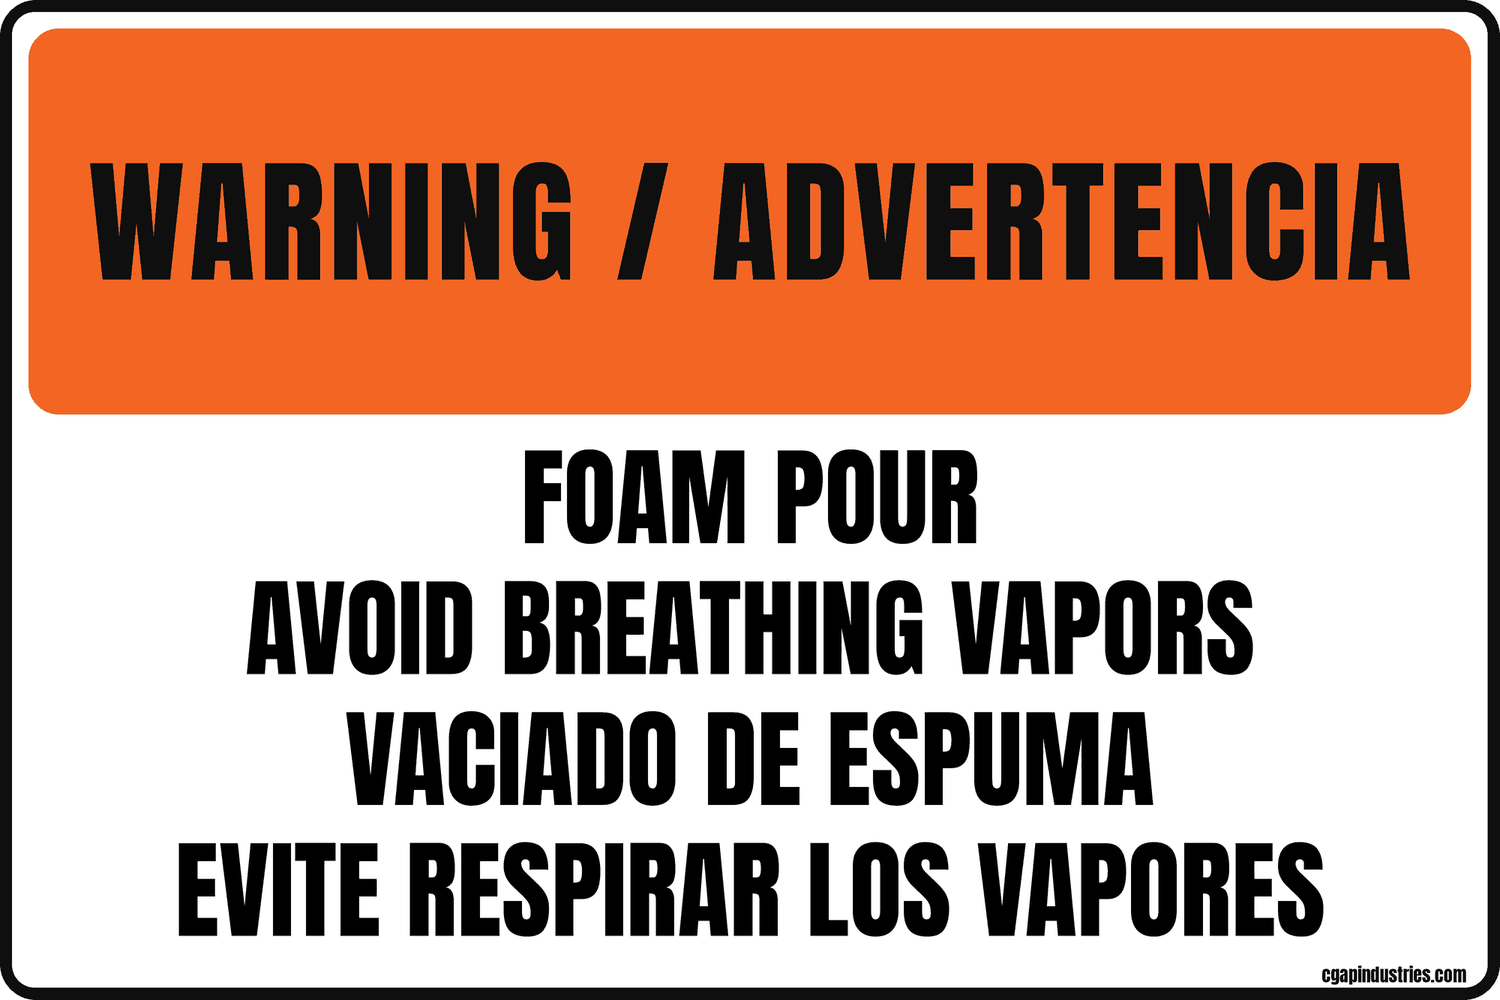 WARNING / ADVERTENCIA
FOAM POUR
AVOID BREATHING VAPORS
VACIADO DE ESPUMA
EVITE RESPIRAR LOS VAPORES
cgapindustries.com